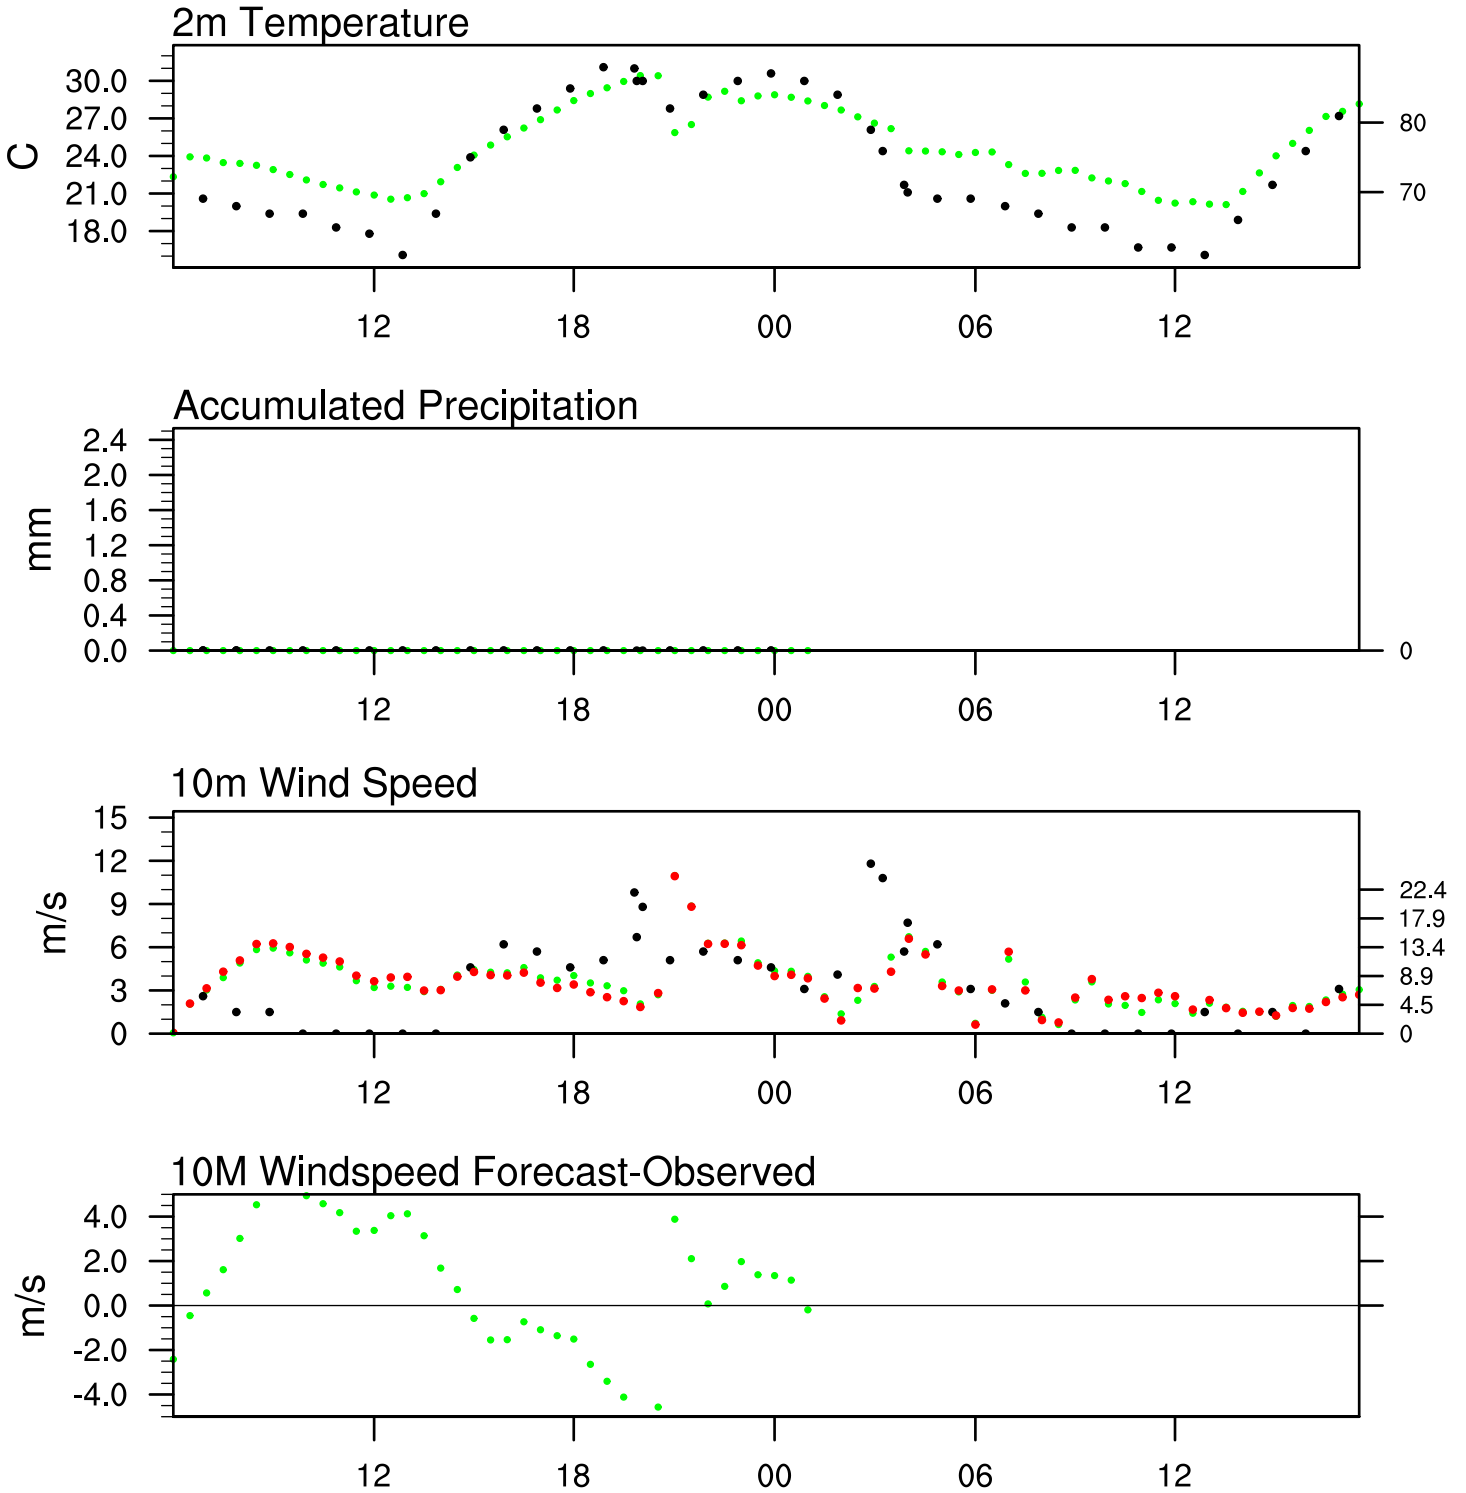 2m Temperature
30.0
27.0
24.0
21.0
18.0
C
80
70
12 18 00 06 12
Accumulated Precipitation
2.4
2.0
1.6
1.2
0.8
0.4
0.0
mm
0
12 18 00 06 12
10m Wind Speed
15
12
9
6
3
0
m/s
22.4
17.9
13.4
8.9
4.5
0
12 18 00 06 12
10M Windspeed Forecast-Observed
4.0
2.0
0.0
-2.0
-4.0
m/s
12 18 00 06 12